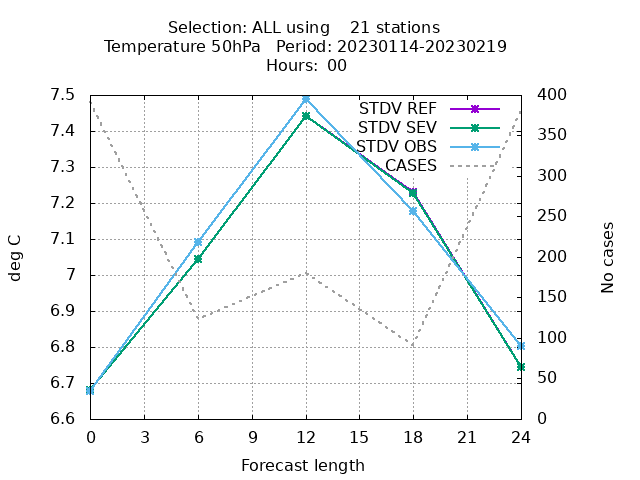 Selection: ALL using    21 stations
Temperature 50hPa   Period: 20230114-20230219
Hours: 00
7.5
7.4
7.3
7.2
7.1
7
6.9
6.8
6.7
6.6
deg C
STDV REF
STDV SEV
STDV OBS
CASES
400
350
300
250
200
150
100
50
0
No cases
0 3 6 9 12 15 18 21 24
Forecast length